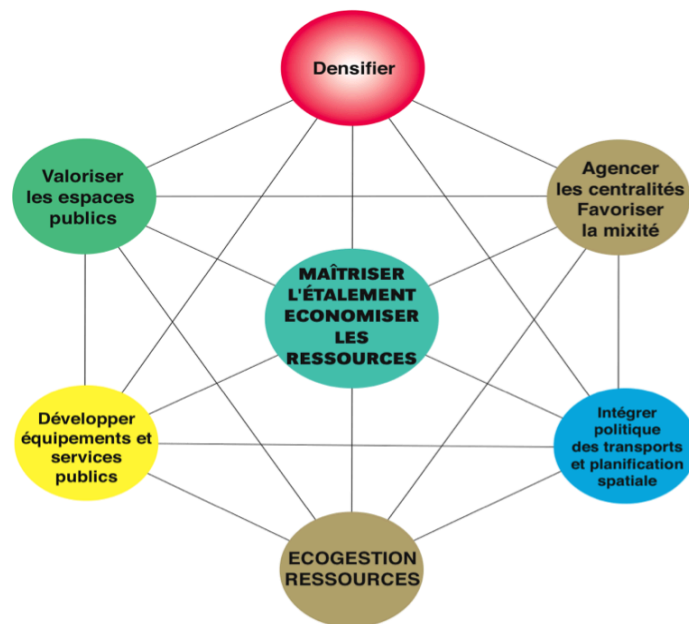 Densifier
Valoriser
les espaces
publics
Agencer
les centralités
Favoriser
la mixité
MAÎTRISER
L'ÉTALEMENT
ECONOMISER
LES
RESSOURCES
Développer
équipements et
services
publics
Intégrer
politique
des transports
et planification
spatiale
ECOGESTION
RESSOURCES